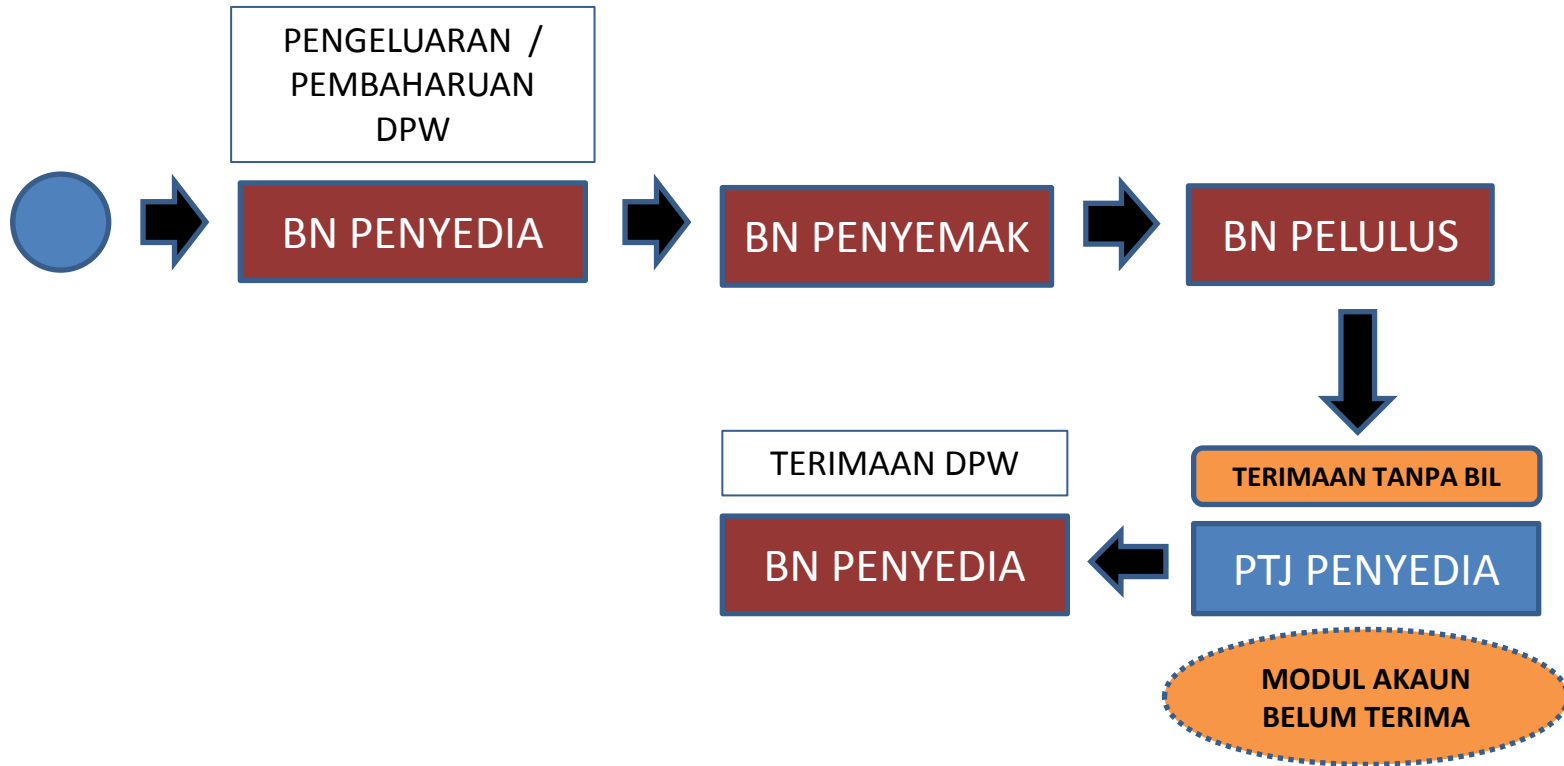 PENGELUARAN /
PEMBAHARUAN
DPW
BN PENYEDIA
BN PENYEMAK
BN PELULUS
TERIMAAN DPW
BN PENYEDIA
TERIMAAN TANPA BIL
PTJ PENYEDIA
MODUL AKAUN
BELUM TERIMA